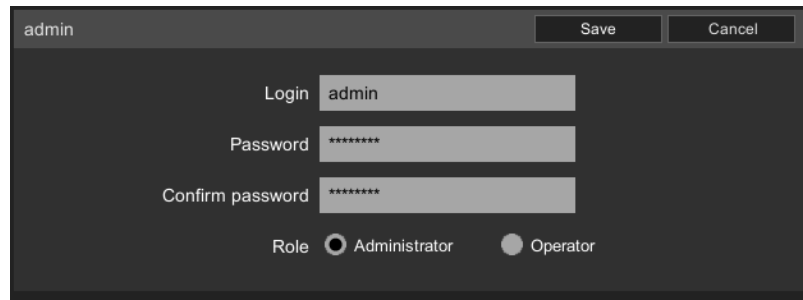 admin Save Cancel
Login admin
Password ********
Confirm password ********
Role Administrator Operator